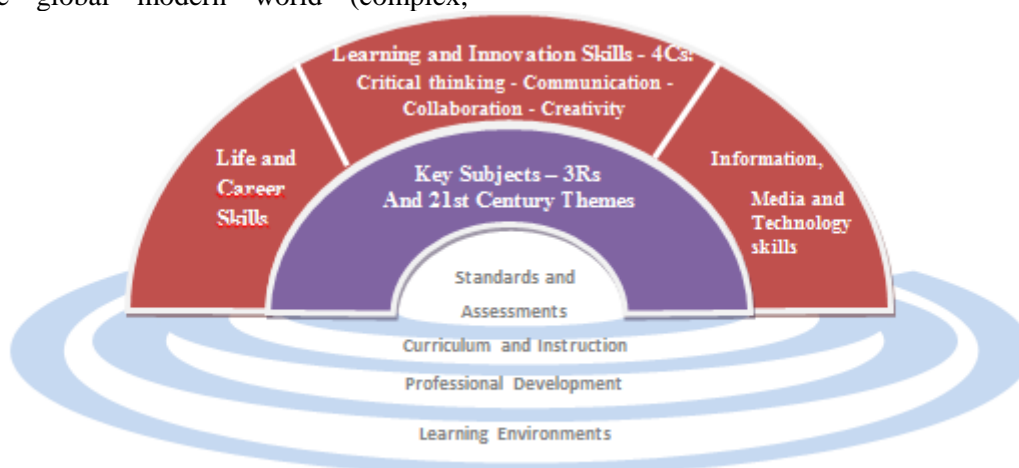 global modern world (complex,
Learning and Innovation Skills - 4Cs:
Critical thinking - Communication -
Collaboration - Creativity
Life and
Career
Skills
Key Subjects – 3Rs
And 21st Century Themes
Information,
Media and
Technology
skills
Standards and
Assessments
Curriculum and Instruction
Professional Development
Learning Environments